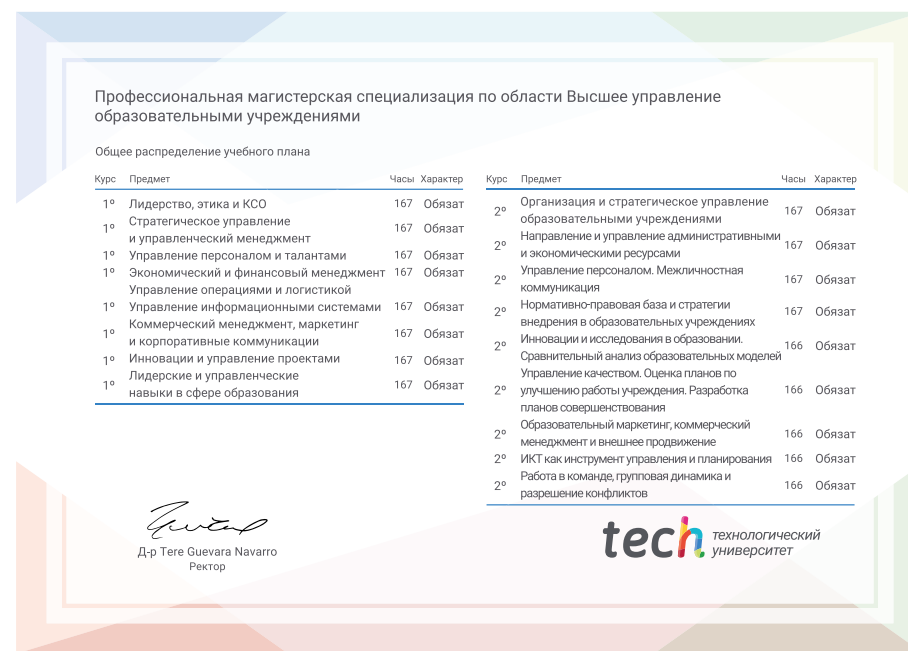 Профессиональная магистерская специализация по области Высшее управление
образовательными учреждениями
Общее распределение учебного плана
Курс Предмет Часы Характер
1º Лидерство, этика и КСО 167 Обязат
Стратегическое управление
1º 167 Обязат
и управленческий менеджмент
1º Управление персоналом и талантами 167 Обязат
1º Экономический и финансовый менеджмент 167 Обязат
Управление операциями и логистикой
1º Управление информационными системами 167 Обязат
Коммерческий менеджмент, маркетинг
1º 167 Обязат
и корпоративные коммуникации
1º Инновации и управление проектами 167 Обязат
Лидерские и управленческие
1º 167 Обязат
навыки в сфере образования
Курс Предмет Часы Характер
Организация и стратегическое управление
2º 167 Обязат
образовательными учреждениями
Направление и управление административными
2º 167 Обязат
и экономическими ресурсами
Управление персоналом. Межличностная
2º 167 Обязат
коммуникация
Нормативно-правовая база и стратегии
2º 167 Обязат
внедрения в образовательных учреждениях
Инновации и исследования в образовании.
2º 166 Обязат
Сравнительный анализ образовательных моделей
Управление качеством. Оценка планов по
2º улучшению работы учреждения. Разработка 166 Обязат
планов совершенствования
Образовательный маркетинг, коммерческий
2º 166 Обязат
менеджмент и внешнее продвижение
2º ИКТ как инструмент управления и планирования 166 Обязат
Работа в команде, групповая динамика и
2º 166 Обязат
разрешение конфликтов
Д-р Tere Guevara Navarro
Ректор
tech технологический
университет